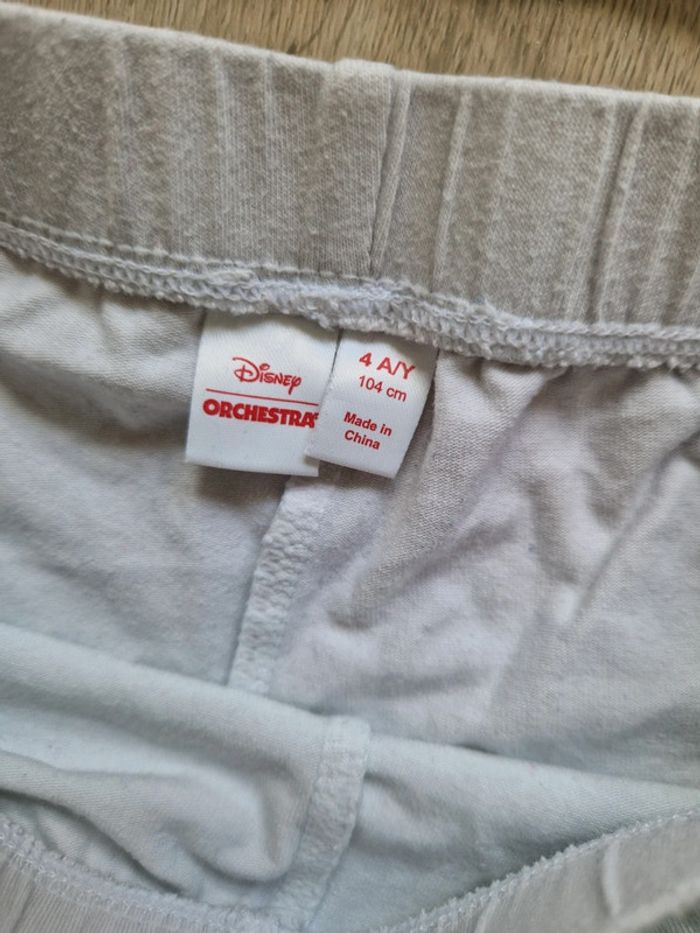 Disney
ORCHESTRA
4 A/Y
104 cm
Made in
China